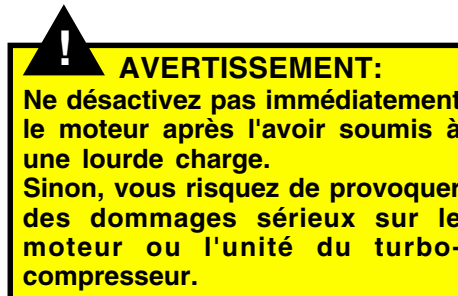 !
AVERTISSEMENT:
Ne désactivez pas immédiatement
le moteur après l'avoir soumis à
une lourde charge.
Sinon, vous risquez de provoquer
des dommages sérieux sur le
moteur ou l'unité du turbo-
compresseur.